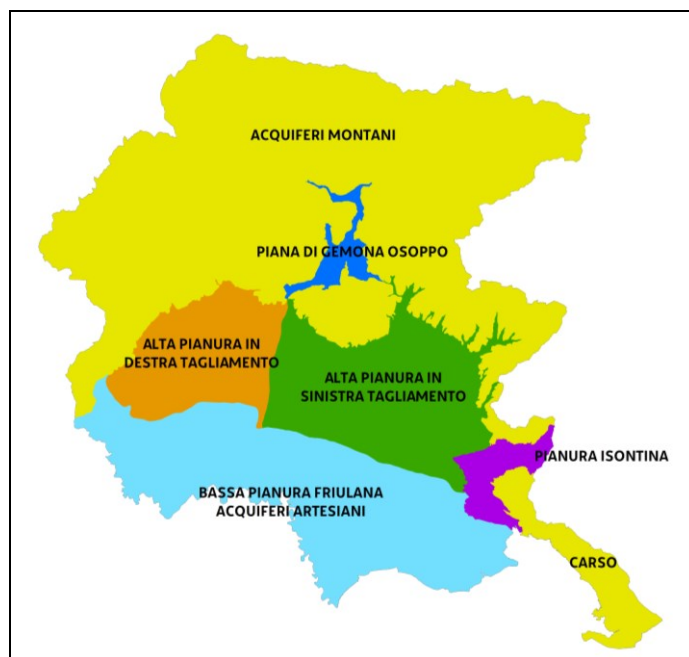 ACQUIFERI MONTANI
PIANA DI GEMONA OSOPPO
ALTA PIANURA IN
DESTRA TAGLIAMENTO
ALTA PIANURA IN
SINISTRA TAGLIAMENTO
PIANURA ISONTINA
BASSA PIANURA FRIULANA
ACQUIFERI ARTESIANI
CARSO